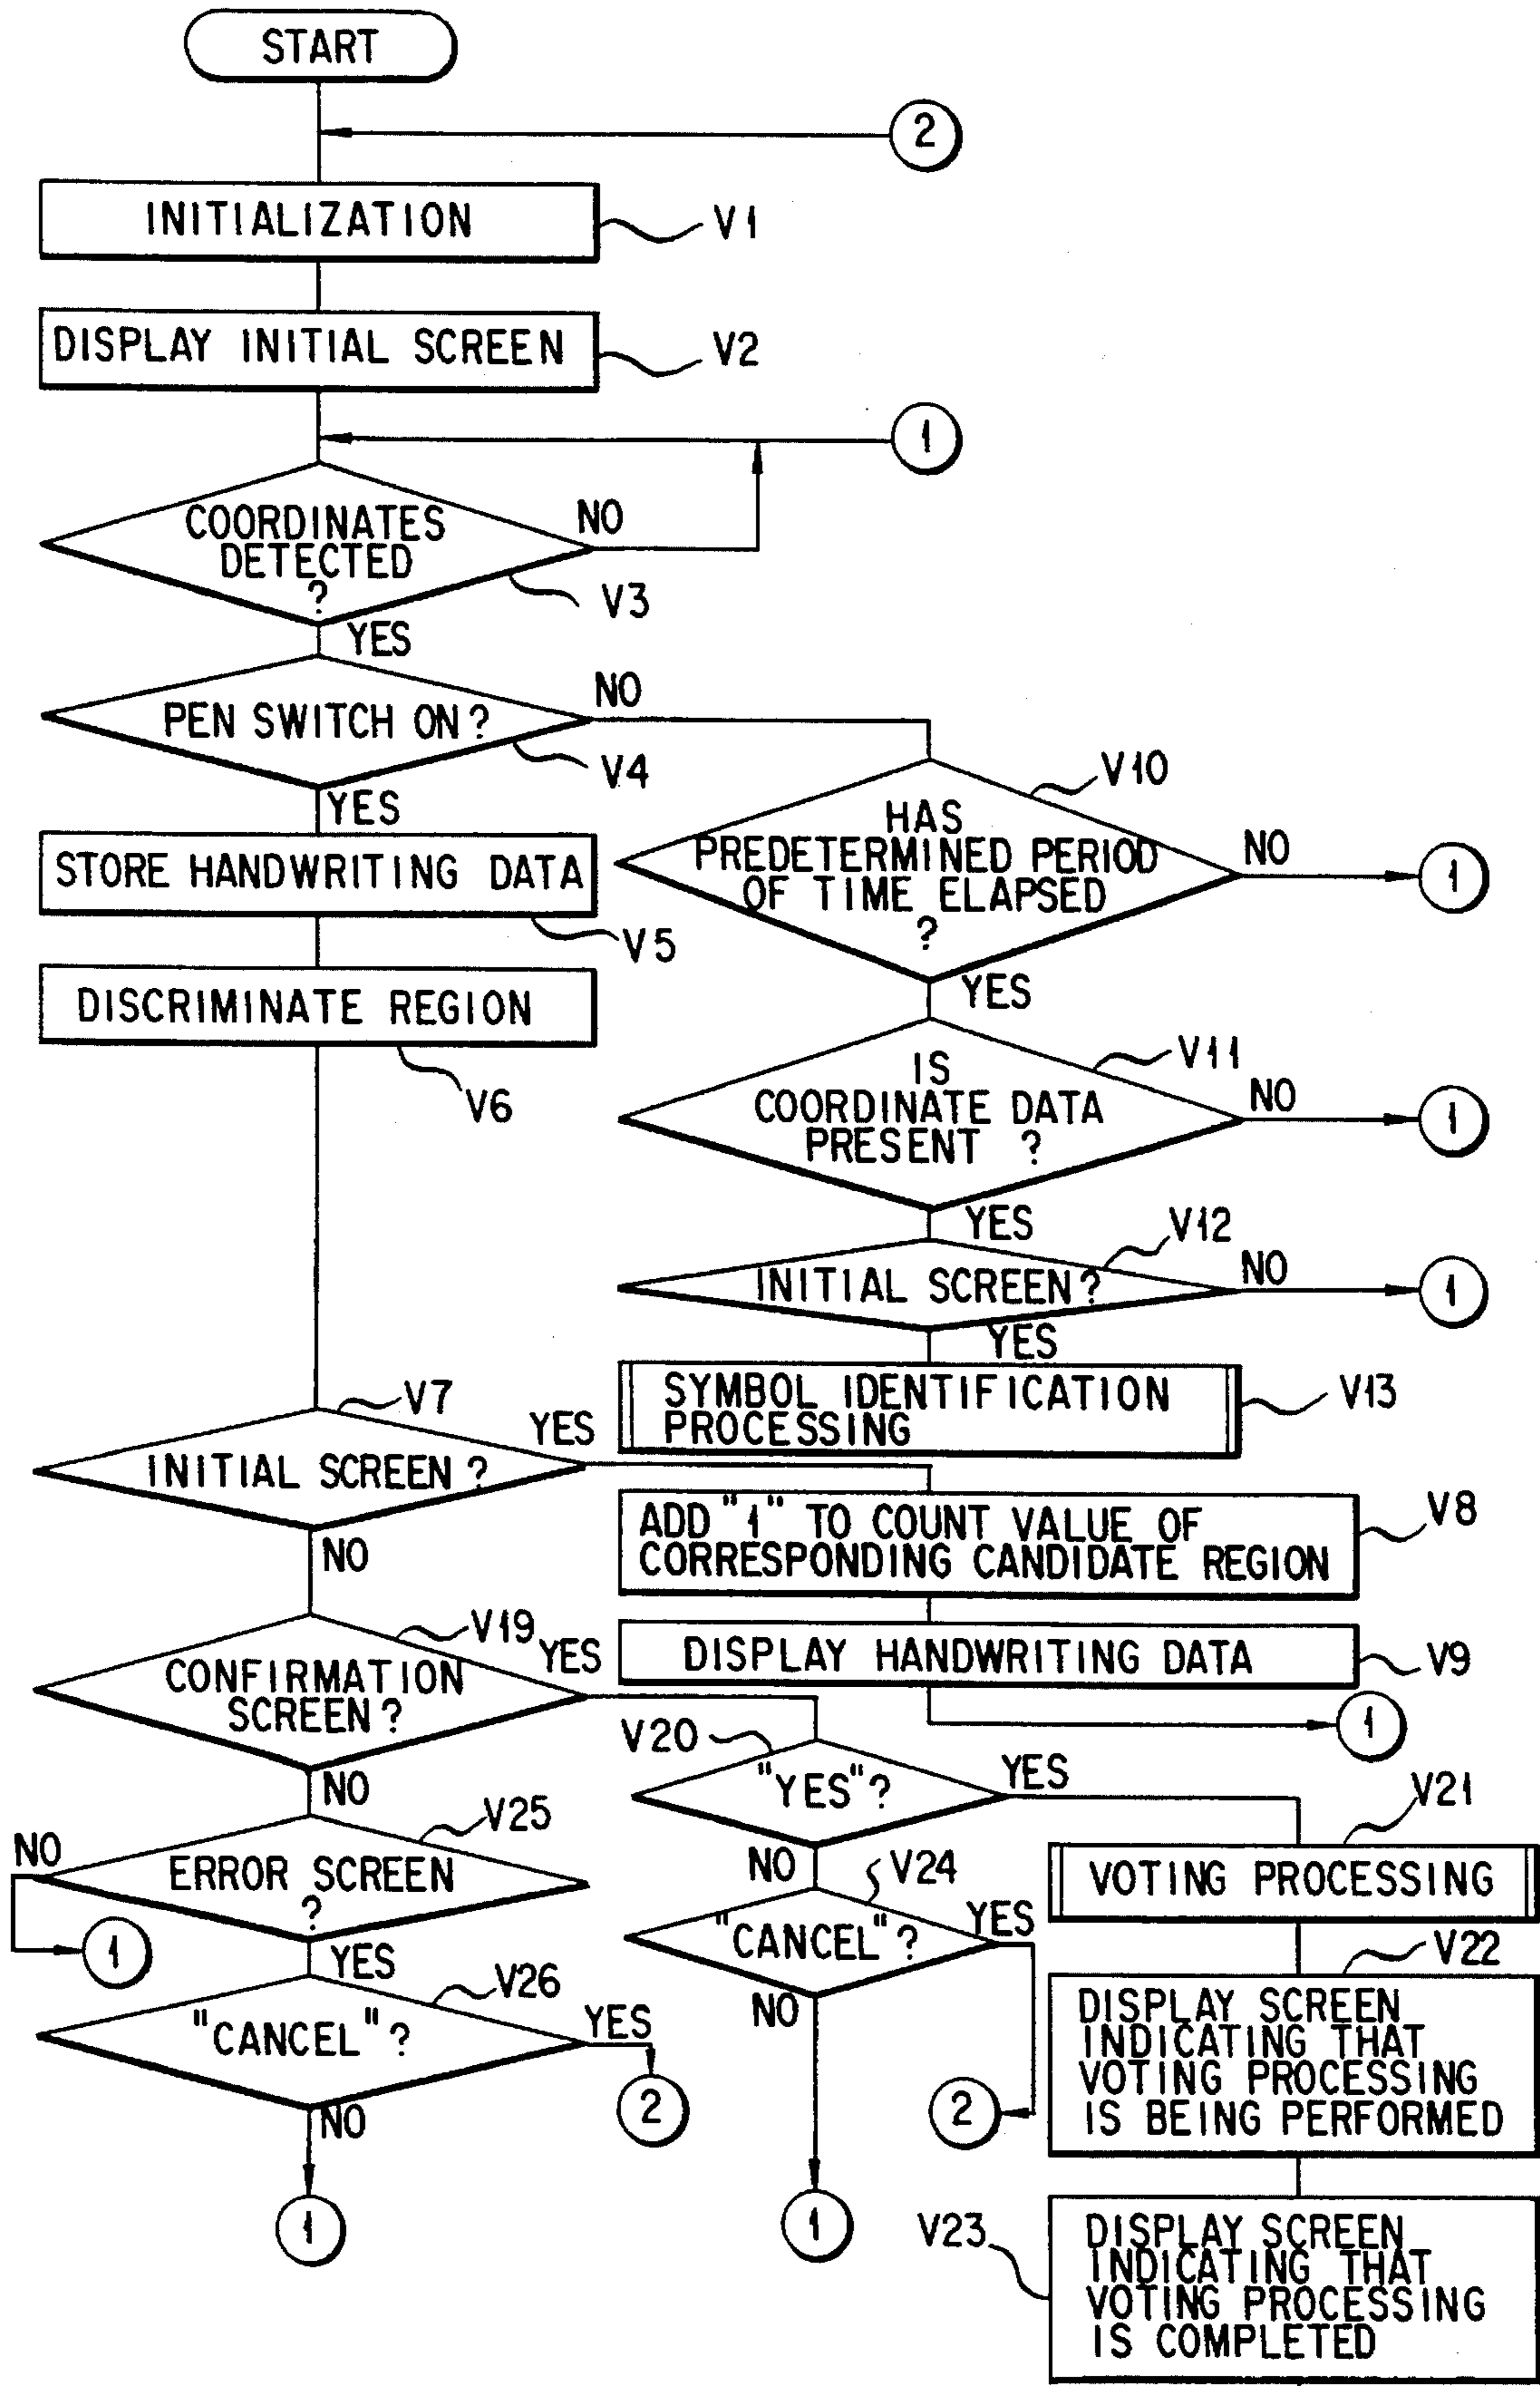 START
2
INITIALIZATION
V1
DISPLAY INITIAL SCREEN
V2
1
COORDINATES
DETECTED
?
NO
V3
YES
PEN SWITCH ON?
NO
V4
YES
STORE HANDWRITING DATA
V5
DISCRIMINATE REGION
V6
V10
HAS
PREDETERMINED PERIOD
OF TIME ELAPSED
?
NO
1
YES
V11
IS
COORDINATE DATA
PRESENT ?
NO
1
YES
V12
INITIAL SCREEN?
NO
1
YES
SYMBOL IDENTIFICATION
PROCESSING
V13
V7
INITIAL SCREEN?
YES
NO
ADD "1" TO COUNT VALUE OF
CORRESPONDING CANDIDATE REGION
V8
DISPLAY HANDWRITING DATA
V9
1
V19
CONFIRMATION
SCREEN?
YES
NO
V20
"YES"?
YES
NO
V21
VOTING PROCESSING
V22
DISPLAY SCREEN
INDICATING THAT
VOTING PROCESSING
IS BEING PERFORMED
V23
DISPLAY SCREEN
INDICATING THAT
VOTING PROCESSING
IS COMPLETED
V24
"CANCEL"?
YES
2
NO
1
V25
ERROR SCREEN
?
NO
1
YES
V26
"CANCEL"?
YES
2
NO
1